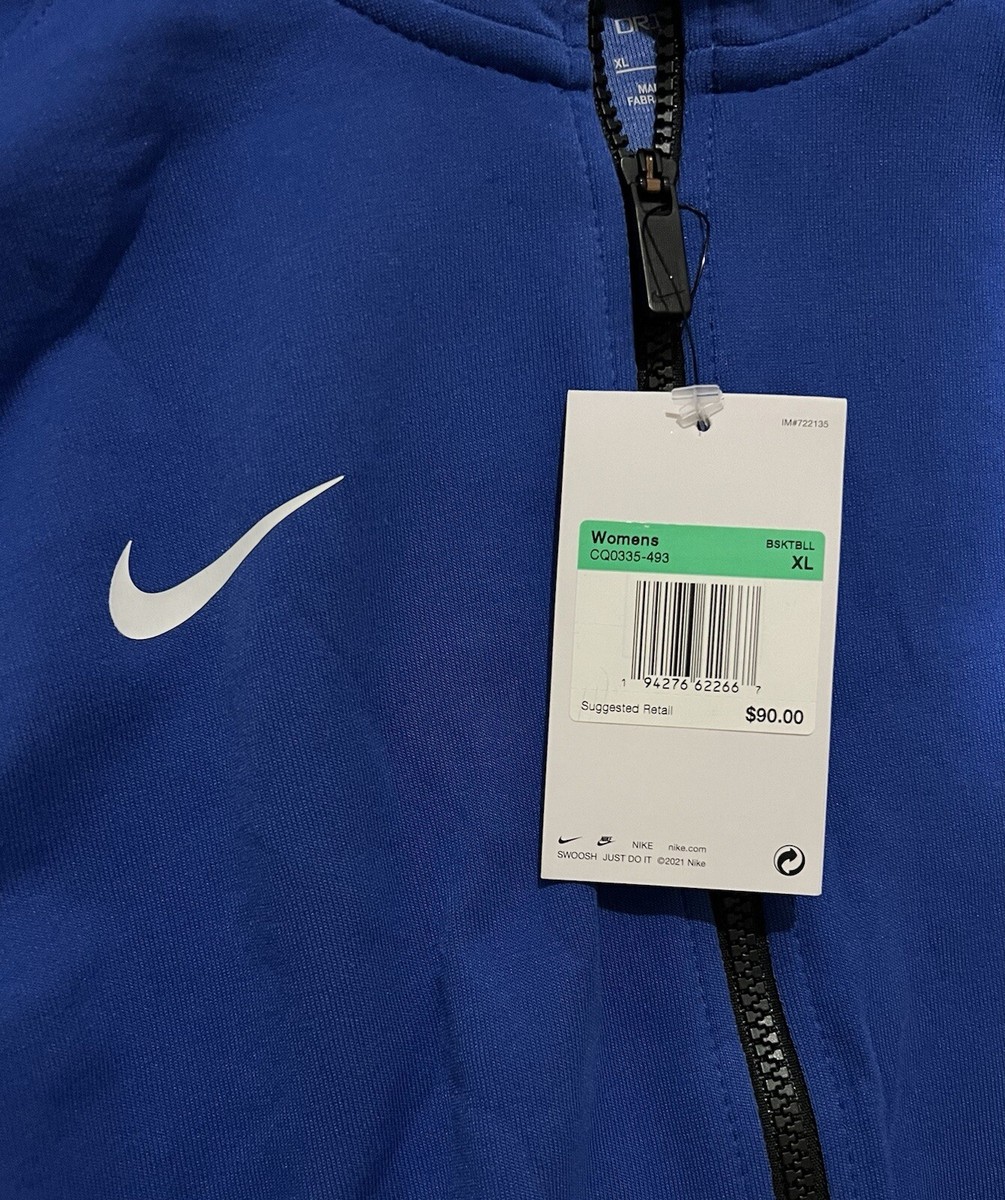 XL
IM#722135
Womens BSKTBLL
CQ0335-493 XL
1 94276 62266 7
Suggested Retail $90.00
NIKE nike.com
SWOOSH JUST DO IT ©2021 Nike